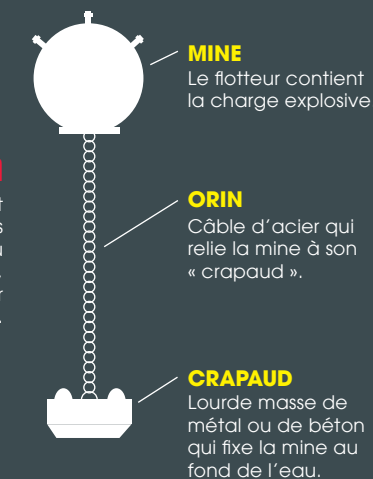 MINE
Le flotteur contient
la charge explosive
ORIN
Câble d’acier qui
relie la mine à son
« crapaud ».
CRAPAUD
Lourde masse de
métal ou de béton
qui fixe la mine au
fond de l’eau.